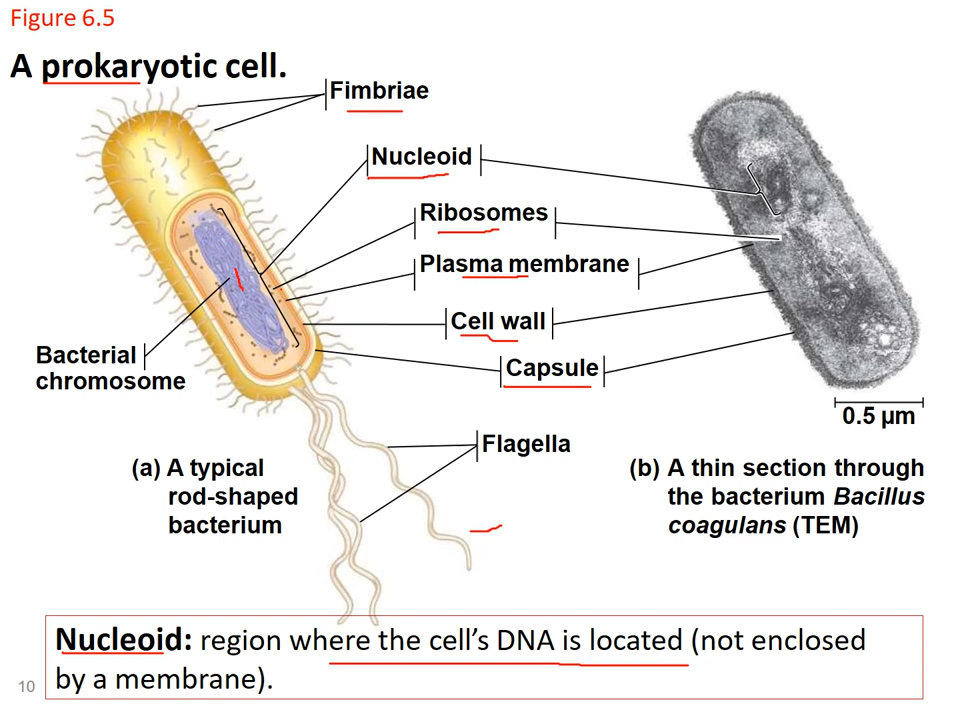 Figure 6.5
A prokaryotic cell.
Fimbriae
Nucleoid
Ribosomes
Plasma membrane
Cell wall
Capsule
Bacterial
chromosome
0.5 µm
Flagella
(a) A typical
rod-shaped
bacterium
(b) A thin section through
the bacterium Bacillus
coagulans (TEM)
Nucleoid: region where the cell’s DNA is located (not enclosed
by a membrane).
10